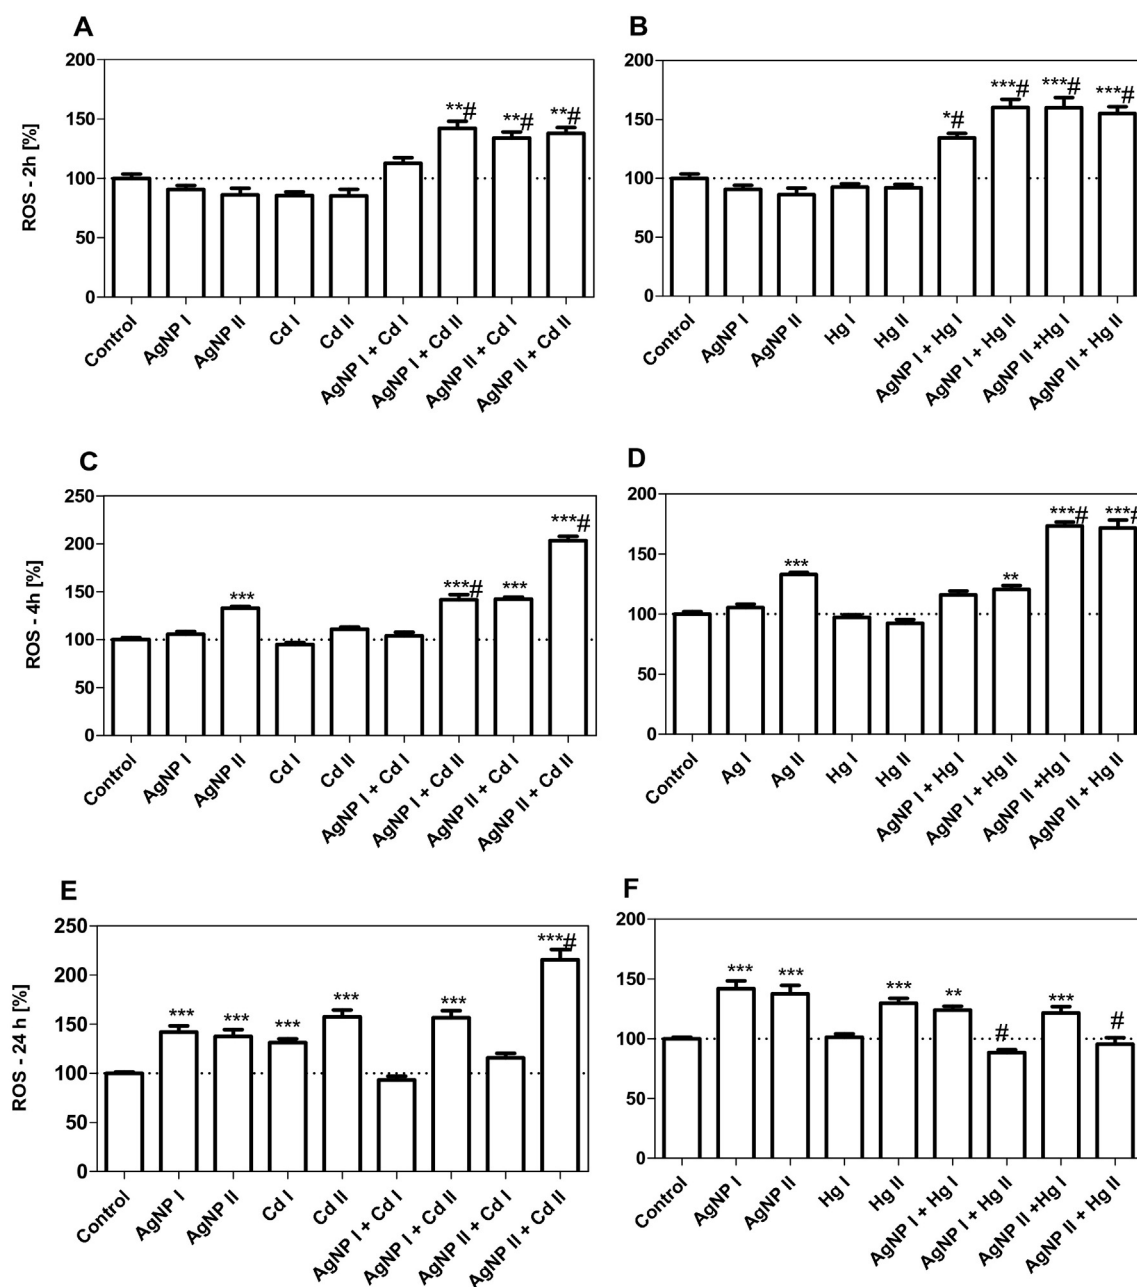 A
ROS - 2h [%]
200
150
100
50
0
**#
**#
**#
Control
AgNP I
AgNP II
Cd I
Cd II
AgNP I + Cd I
AgNP I + Cd II
AgNP II + Cd I
AgNP II + Cd II
B
200
150
100
50
0
*#
***#
***#
***#
Control
AgNP I
AgNP II
Hg I
Hg II
AgNP I + Hg I
AgNP I + Hg II
AgNP II +Hg I
AgNP II + Hg II
C
ROS - 4h [%]
250
200
150
100
50
0
***
***#
***
***#
Control
AgNP I
AgNP II
Cd I
Cd II
AgNP I + Cd I
AgNP I + Cd II
AgNP II + Cd I
AgNP II + Cd II
D
200
150
100
50
0
***
**
***#
***#
Control
Ag I
Ag II
Hg I
Hg II
AgNP I + Hg I
AgNP I + Hg II
AgNP II +Hg I
AgNP II + Hg II
E
ROS - 24 h [%]
250
200
150
100
50
0
***
***
***
***
***
***#
Control
AgNP I
AgNP II
Cd I
Cd II
AgNP I + Cd I
AgNP I + Cd II
AgNP II + Cd I
AgNP II + Cd II
F
200
150
100
50
0
***
***
***
**
#
***
#
Control
AgNP I
AgNP II
Hg I
Hg II
AgNP I + Hg I
AgNP I + Hg II
AgNP II +Hg I
AgNP II + Hg II